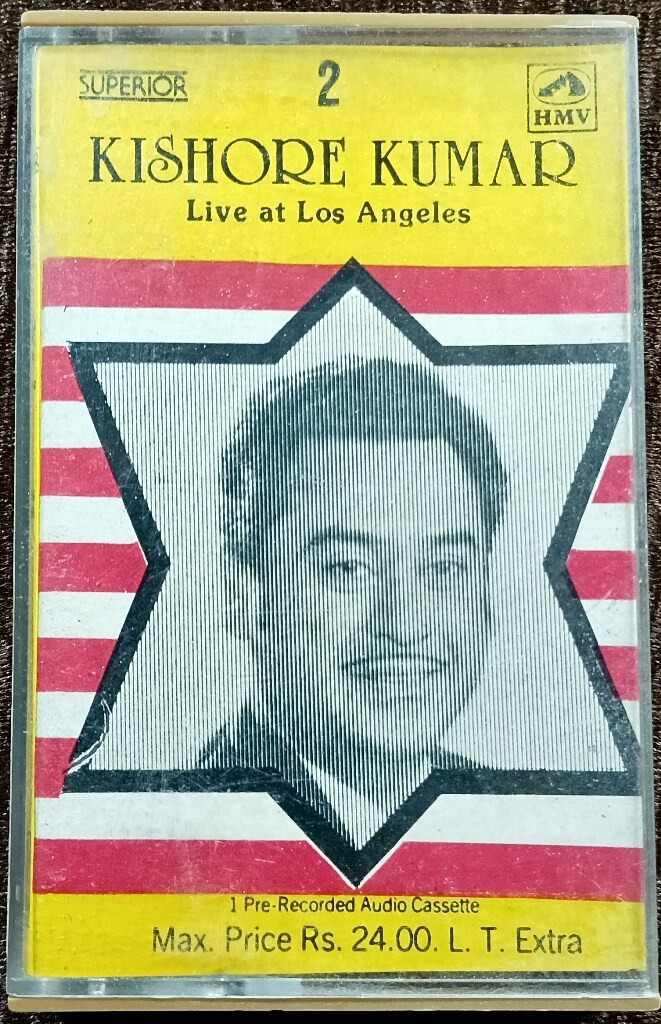 SUPERIOR
2
HMV
KISHORE KUMAR
Live at Los Angeles
1 Pre-Recorded Audio Cassette
Max. Price Rs. 24.00. L. T. Extra